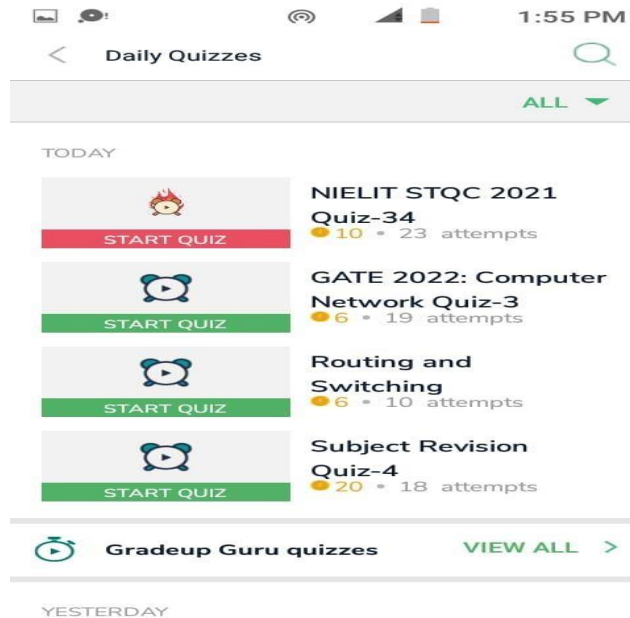 1:55 PM
Daily Quizzes
ALL
TODAY
NIELIT STQC 2021
Quiz-34
START QUIZ
10 • 23 attempts
GATE 2022: Computer
Network Quiz-3
START QUIZ
6 • 19 attempts
Routing and
Switching
START QUIZ
6 • 10 attempts
Subject Revision
Quiz-4
START QUIZ
20 • 18 attempts
Gradeup Guru quizzes VIEW ALL >
YESTERDAY